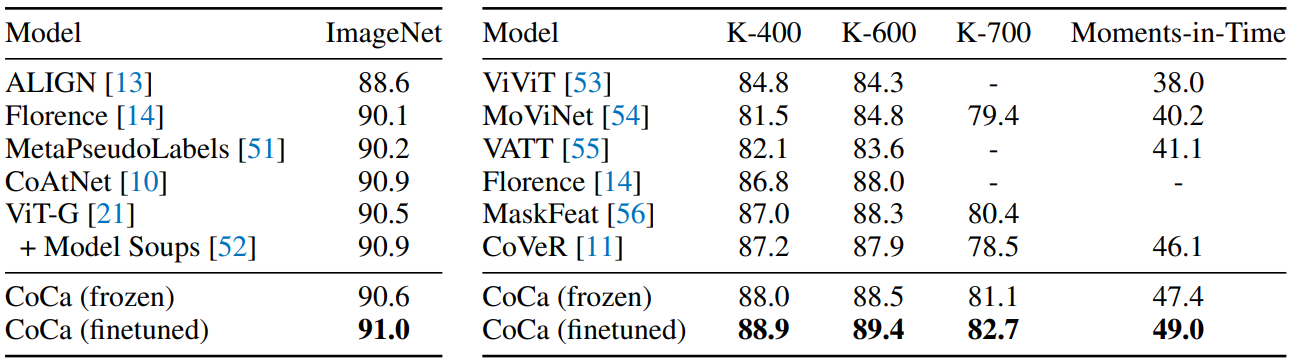 Model ImageNet
ALIGN [13] 88.6
Florence [14] 90.1
MetaPseudoLabels [51] 90.2
CoAtNet [10] 90.9
ViT-G [21] 90.5
+ Model Soups [52] 90.9
CoCa (frozen) 90.6
CoCa (finetuned) 91.0
Model K-400 K-600 K-700 Moments-in-Time
ViViT [53] 84.8 84.3 - 38.0
MoViNet [54] 81.5 84.8 79.4 40.2
VATT [55] 82.1 83.6 - 41.1
Florence [14] 86.8 88.0 - -
MaskFeat [56] 87.0 88.3 80.4
CoVeR [11] 87.2 87.9 78.5 46.1
CoCa (frozen) 88.0 88.5 81.1 47.4
CoCa (finetuned) 88.9 89.4 82.7 49.0